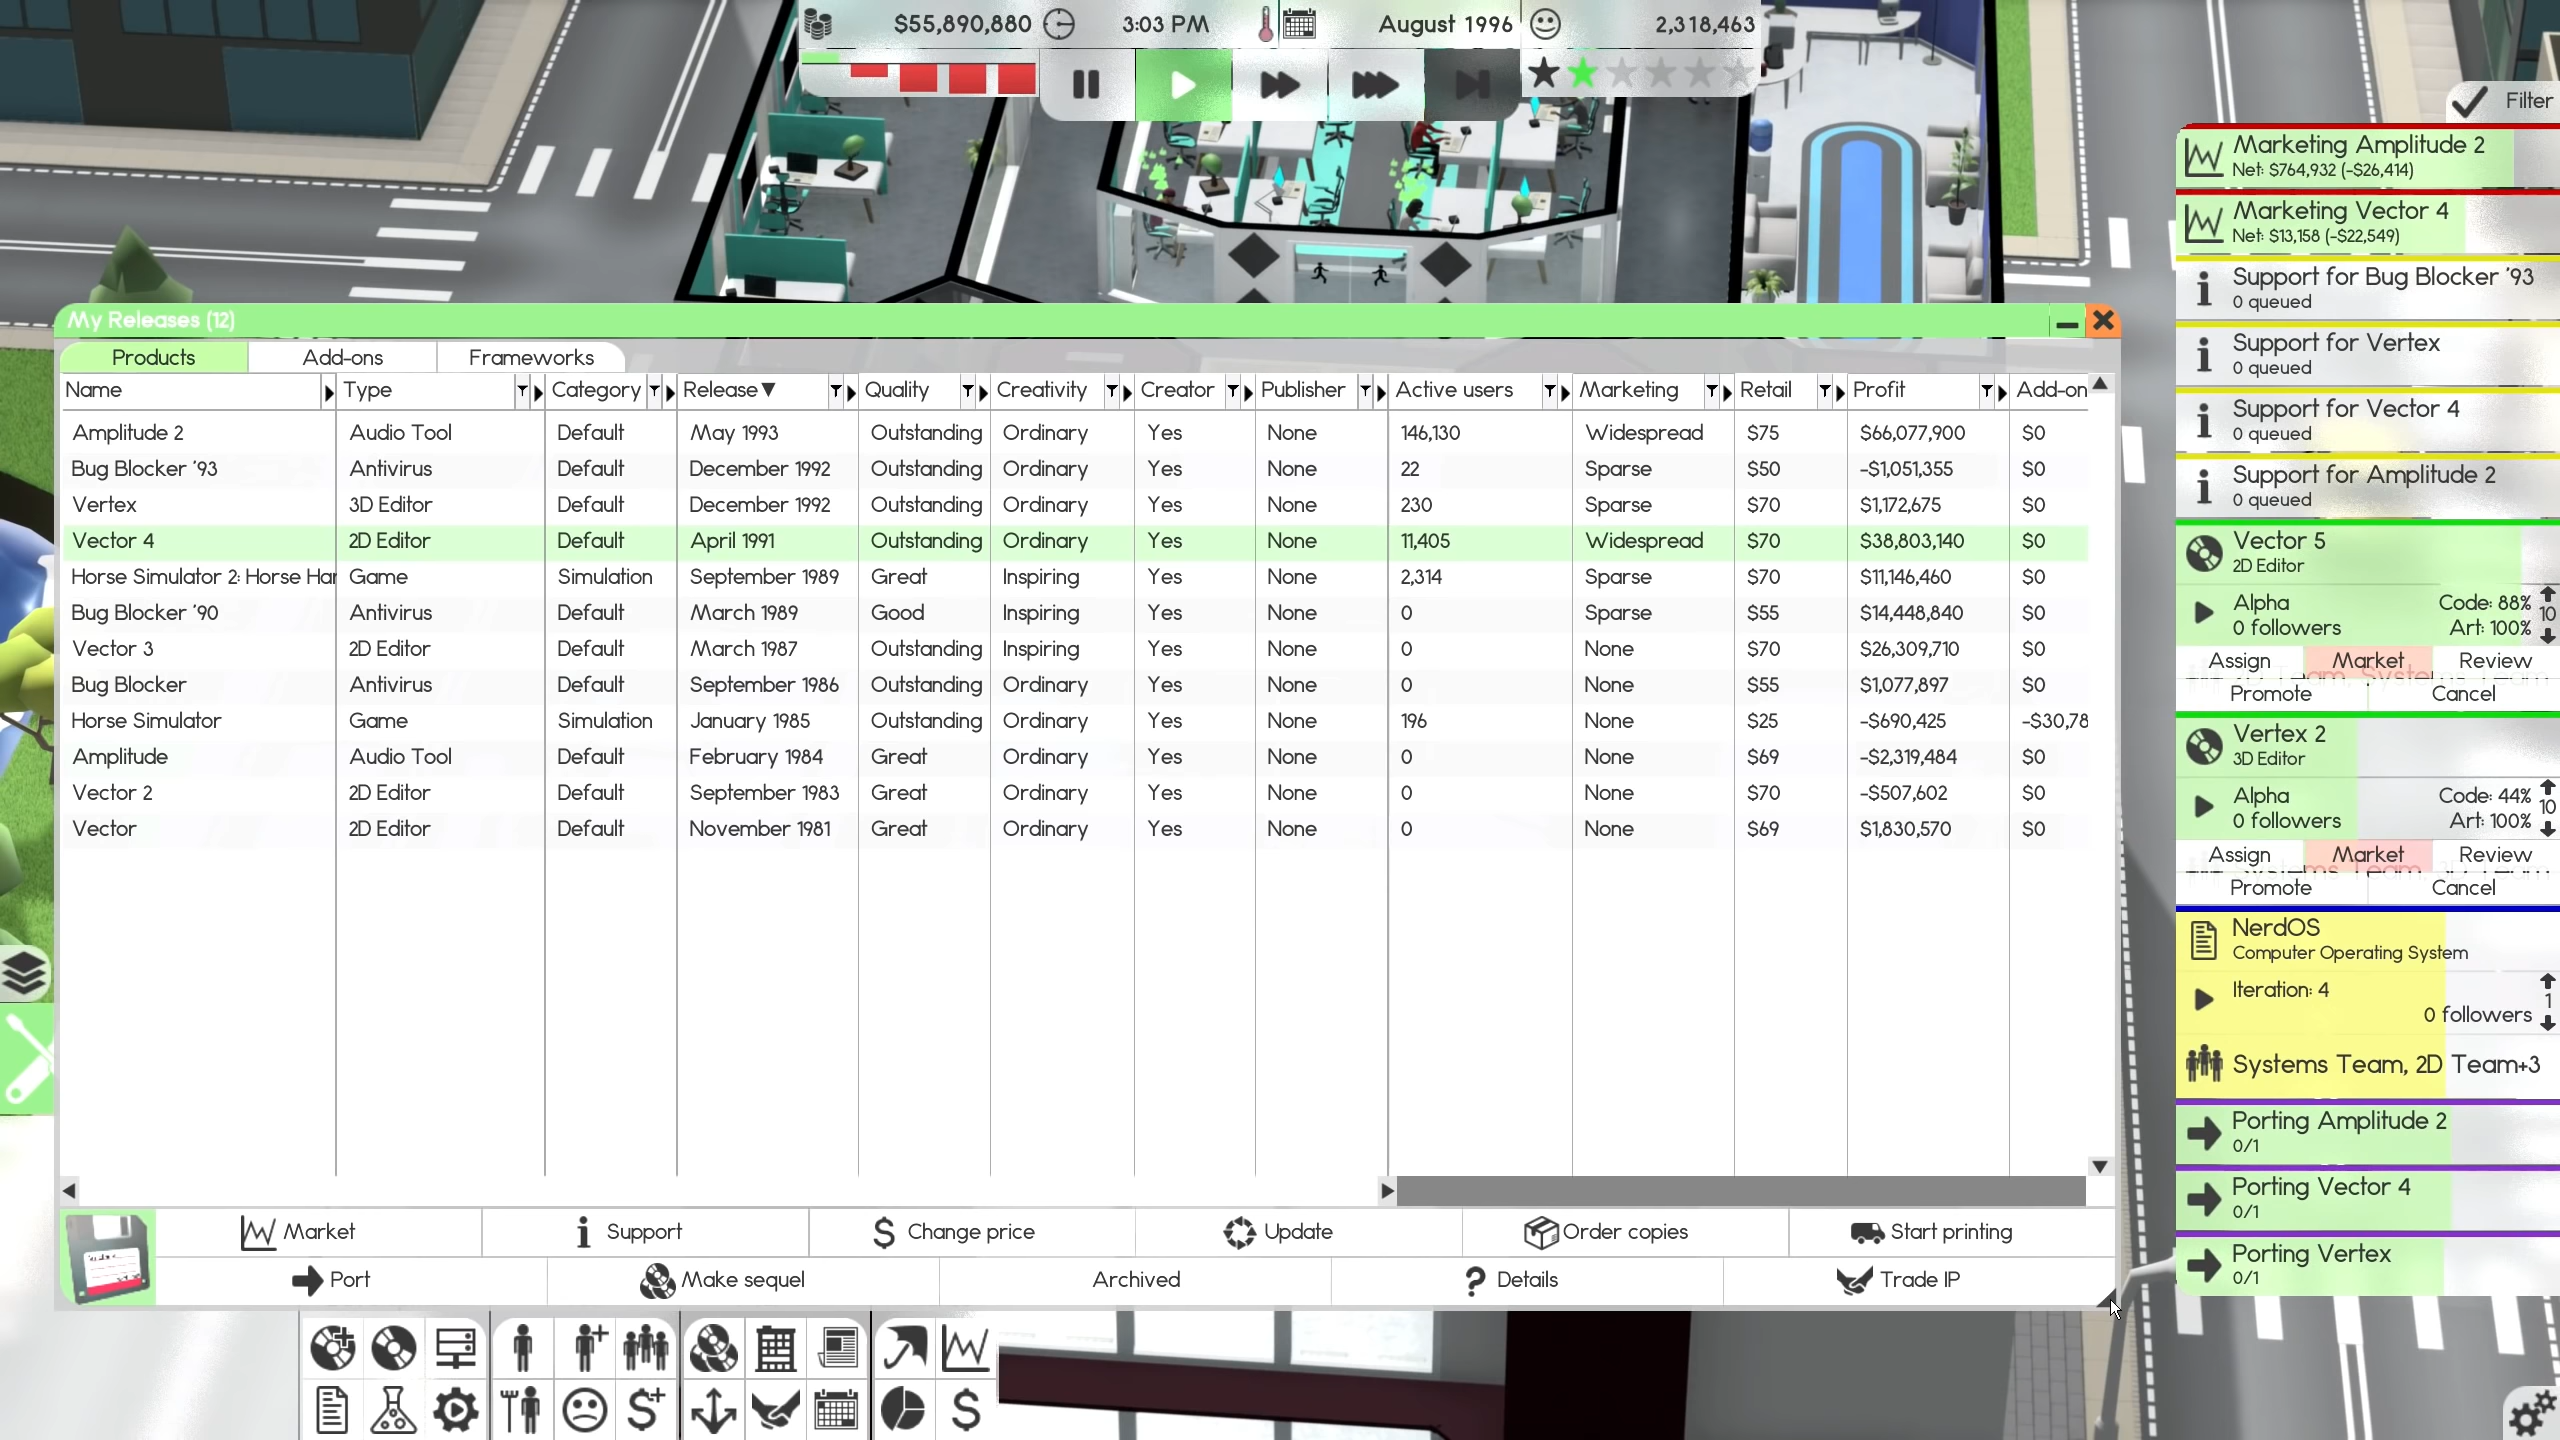 $55,890,880 3:03 PM August 1996 2,318,463
Filter
My Releases (12)
Products Add-ons Frameworks
Name Type Category Release▼ Quality Creativity Creator Publisher Active users Marketing Retail Profit Add-on
Amplitude 2 Audio Tool Default May 1993 Outstanding Ordinary Yes None 146,130 Widespread $75 $66,077,900 $0
Bug Blocker '93 Antivirus Default December 1992 Outstanding Ordinary Yes None 22 Sparse $50 -$1,051,355 $0
Vertex 3D Editor Default December 1992 Outstanding Ordinary Yes None 230 Sparse $70 $1,172,675 $0
Vector 4 2D Editor Default April 1991 Outstanding Ordinary Yes None 11,405 Widespread $70 $38,803,140 $0
Horse Simulator 2: Horse Har Game Simulation September 1989 Great Inspiring Yes None 2,314 Sparse $70 $11,146,460 $0
Bug Blocker '90 Antivirus Default March 1989 Good Inspiring Yes None 0 Sparse $55 $14,448,840 $0
Vector 3 2D Editor Default March 1987 Outstanding Inspiring Yes None 0 None $70 $26,309,710 $0
Bug Blocker Antivirus Default September 1986 Outstanding Ordinary Yes None 0 None $55 $1,077,897 $0
Horse Simulator Game Simulation January 1985 Outstanding Ordinary Yes None 196 None $25 -$690,425 -$30,78
Amplitude Audio Tool Default February 1984 Great Ordinary Yes None 0 None $69 -$2,319,484 $0
Vector 2 2D Editor Default September 1983 Great Ordinary Yes None 0 None $70 -$507,602 $0
Vector 2D Editor Default November 1981 Great Ordinary Yes None 0 None $69 $1,830,570 $0
Market Support Change price Update Order copies Start printing
Port Make sequel Archived Details Trade IP
Marketing Amplitude 2
Net: $764,932 (-$26,414)
Marketing Vector 4
Net: $13,158 (-$22,549)
Support for Bug Blocker '93
0 queued
Support for Vertex
0 queued
Support for Vector 4
0 queued
Support for Amplitude 2
0 queued
Vector 5
2D Editor
Alpha Code: 88%
10
0 followers Art: 100%
Assign Market Review
Promote Cancel
Vertex 2
3D Editor
Alpha Code: 44%
10
0 followers Art: 100%
Assign Market Review
Promote Cancel
NerdOS
Computer Operating System
Iteration: 4
1
0 followers
Systems Team, 2D Team+3
Porting Amplitude 2
0/1
Porting Vector 4
0/1
Porting Vertex
0/1